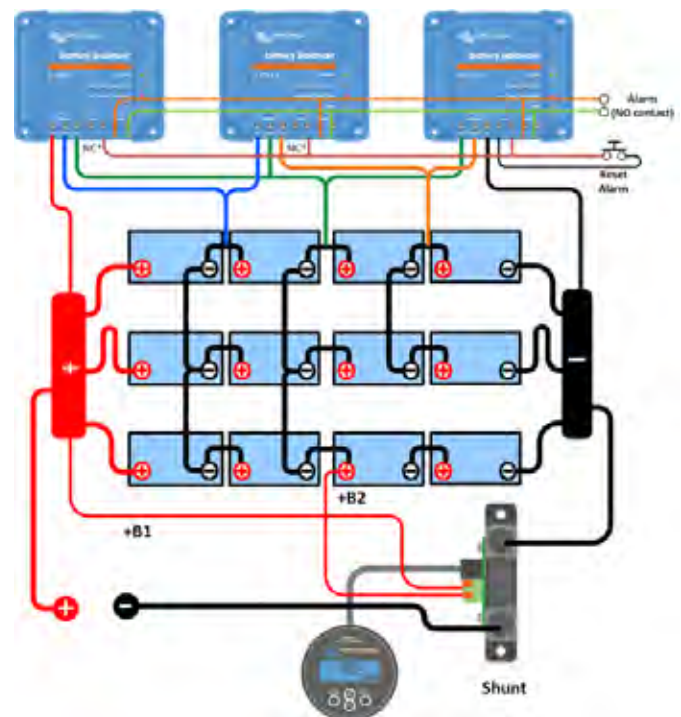 battery balancer
battery balancer
battery balancer
Alarm
(NO contact)
NC*
NC*
Reset
Alarm
+
−
+B2
+B1
Shunt